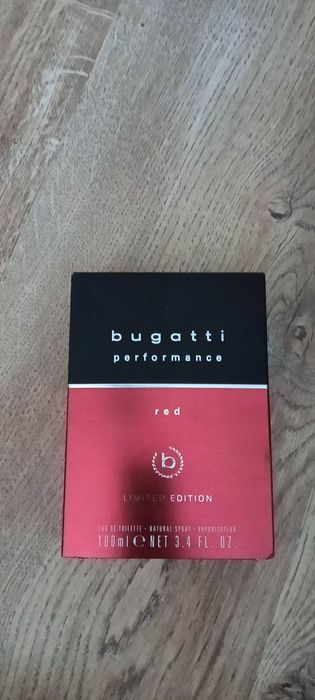 bugatti
performance
red
b
LIMITED EDITION
EAU DE TOILETTE • NATURAL SPRAY • VAPORISATEUR
100ml ℮ NET 3.4 FL. OZ.